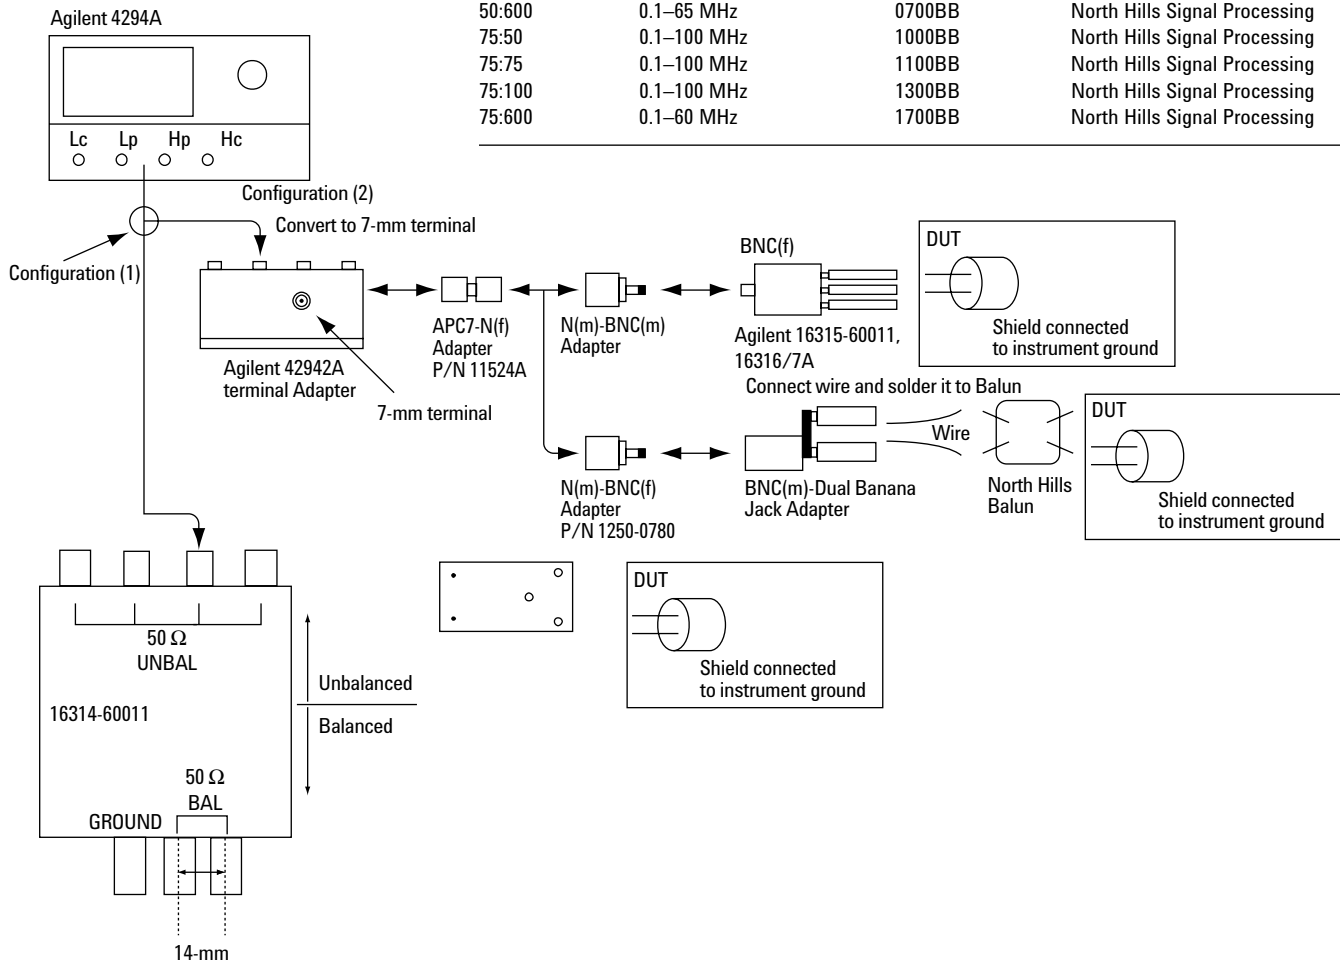 50:600 0.1–65 MHz 0700BB North Hills Signal Processing
75:50 0.1–100 MHz 1000BB North Hills Signal Processing
75:75 0.1–100 MHz 1100BB North Hills Signal Processing
75:100 0.1–100 MHz 1300BB North Hills Signal Processing
75:600 0.1–60 MHz 1700BB North Hills Signal Processing
Agilent 4294A
Lc Lp Hp Hc
Configuration (2)
Convert to 7-mm terminal
Configuration (1)
Agilent 42942A
terminal Adapter
7-mm terminal
APC7-N(f)
Adapter
P/N 11524A
N(m)-BNC(m)
Adapter
BNC(f)
Agilent 16315-60011,
16316/7A
DUT
Shield connected
to instrument ground
Connect wire and solder it to Balun
N(m)-BNC(f)
Adapter
P/N 1250-0780
BNC(m)-Dual Banana
Jack Adapter
Wire
North Hills
Balun
DUT
Shield connected
to instrument ground
50 Ω
UNBAL
16314-60011
Unbalanced
Balanced
50 Ω
BAL
GROUND
14-mm
DUT
Shield connected
to instrument ground